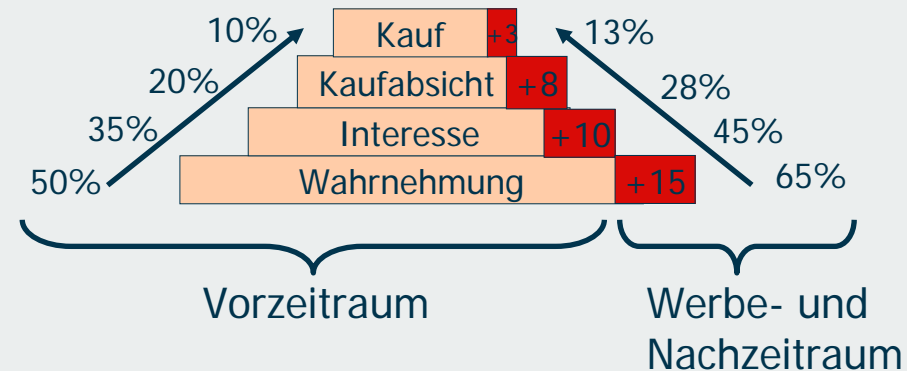 10% Kauf +3 13%
20% Kaufabsicht +8 28%
35% Interesse +10 45%
50% Wahrnehmung +15 65%
Vorzeitraum
Werbe- und
Nachzeitraum